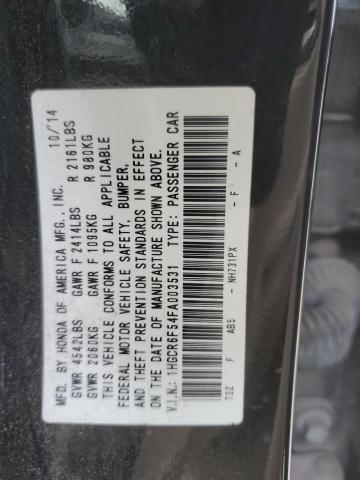 MFD. BY HONDA OF AMERICA MFG., INC. 10/14
GVWR 4542LBS GAWR F 2414LBS R 2161LBS
GVWR 2060KG GAWR F 1095KG R 980KG
THIS VEHICLE CONFORMS TO ALL APPLICABLE
FEDERAL MOTOR VEHICLE SAFETY, BUMPER,
AND THEFT PREVENTION STANDARDS IN EFFECT
ON THE DATE OF MANUFACTURE SHOWN ABOVE.
V.I.N.: 1HGCR6F54FA003531 TYPE: PASSENGER CAR
T3Z F AB5 - NH731PX - F - A